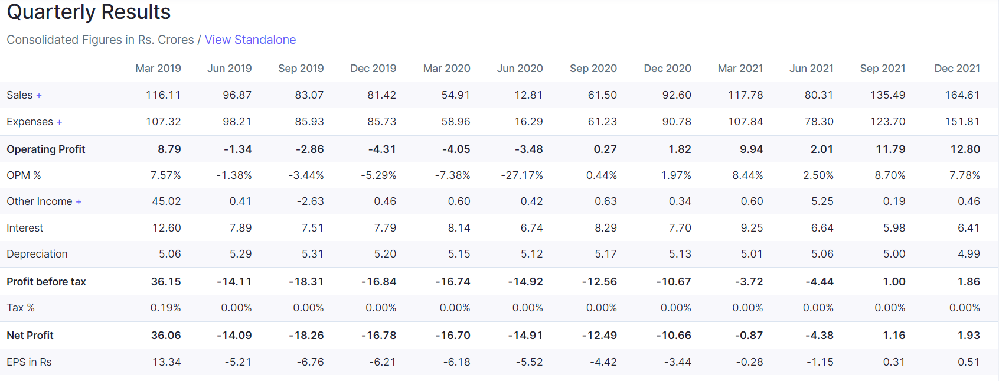 Quarterly Results
Consolidated Figures in Rs. Crores / View Standalone
Mar 2019 Jun 2019 Sep 2019 Dec 2019 Mar 2020 Jun 2020 Sep 2020 Dec 2020 Mar 2021 Jun 2021 Sep 2021 Dec 2021
Sales + 116.11 96.87 83.07 81.42 54.91 12.81 61.50 92.60 117.78 80.31 135.49 164.61
Expenses + 107.32 98.21 85.93 85.73 58.96 16.29 61.23 90.78 107.84 78.30 123.70 151.81
Operating Profit 8.79 -1.34 -2.86 -4.31 -4.05 -3.48 0.27 1.82 9.94 2.01 11.79 12.80
OPM % 7.57% -1.38% -3.44% -5.29% -7.38% -27.17% 0.44% 1.97% 8.44% 2.50% 8.70% 7.78%
Other Income + 45.02 0.41 -2.63 0.46 0.60 0.42 0.63 0.34 0.60 5.25 0.19 0.46
Interest 12.60 7.89 7.51 7.79 8.14 6.74 8.29 7.70 9.25 6.64 5.98 6.41
Depreciation 5.06 5.29 5.31 5.20 5.15 5.12 5.17 5.13 5.01 5.06 5.00 4.99
Profit before tax 36.15 -14.11 -18.31 -16.84 -16.74 -14.92 -12.56 -10.67 -3.72 -4.44 1.00 1.86
Tax % 0.19% 0.00% 0.00% 0.00% 0.00% 0.00% 0.00% 0.00% 0.00% 0.00% 0.00% 0.00%
Net Profit 36.06 -14.09 -18.26 -16.78 -16.70 -14.91 -12.49 -10.66 -0.87 -4.38 1.16 1.93
EPS in Rs 13.34 -5.21 -6.76 -6.21 -6.18 -5.52 -4.42 -3.44 -0.28 -1.15 0.31 0.51